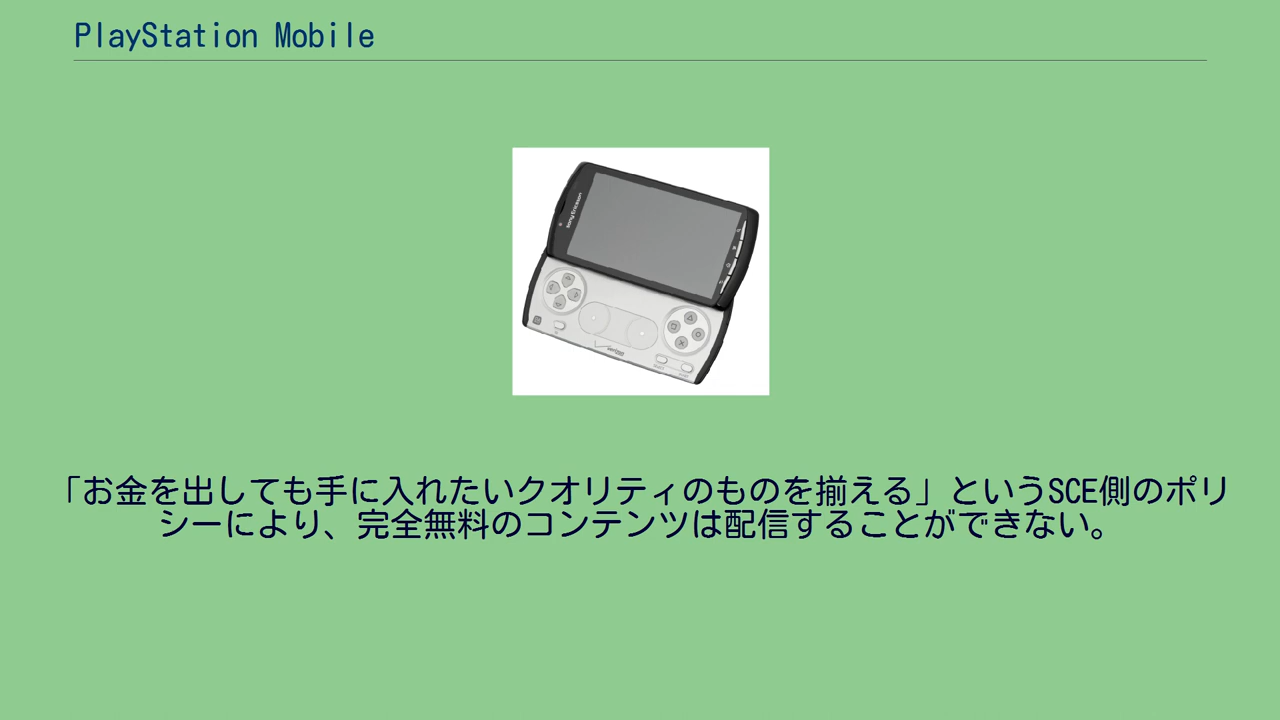 PlayStation Mobile
Sony Ericsson
verizon
「お金を出しても手に入れたいクオリティのものを揃える」というSCE側のポリ
シーにより、完全無料のコンテンツは配信することができない。